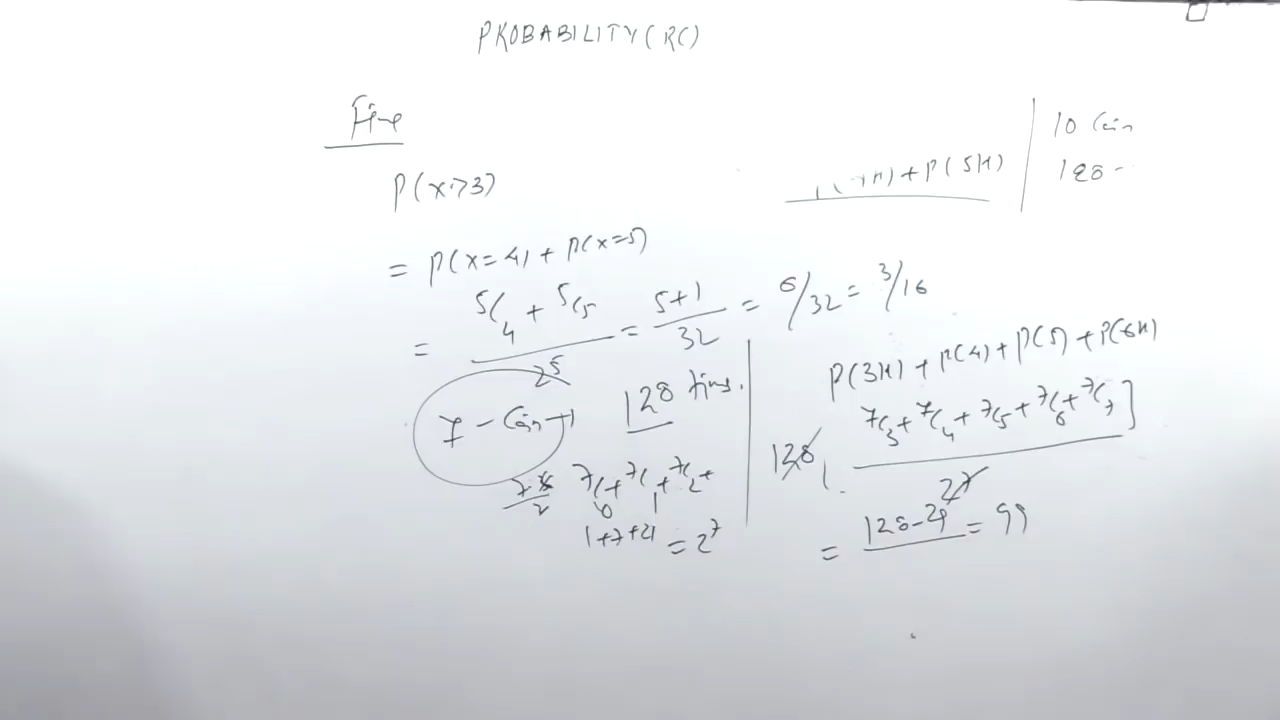 PROBABILITY (RC)
P(x>3)
= P(x=4) + P(x=5)
= 5C4 + 5C5 / 2^5 = 5+1 / 32 = 6/32 = 3/16
+ P(5H)
10 Coin
128 -
7 - Coin 128 times.
7C0 + 7C1 + 7C2 +
1+7+21 = 2^7
P(3H) + P(4) + P(5) + P(6H)
128 7C3 + 7C4 + 7C5 + 7C6 + 7C7] / 2^7
= 128-29 = 99